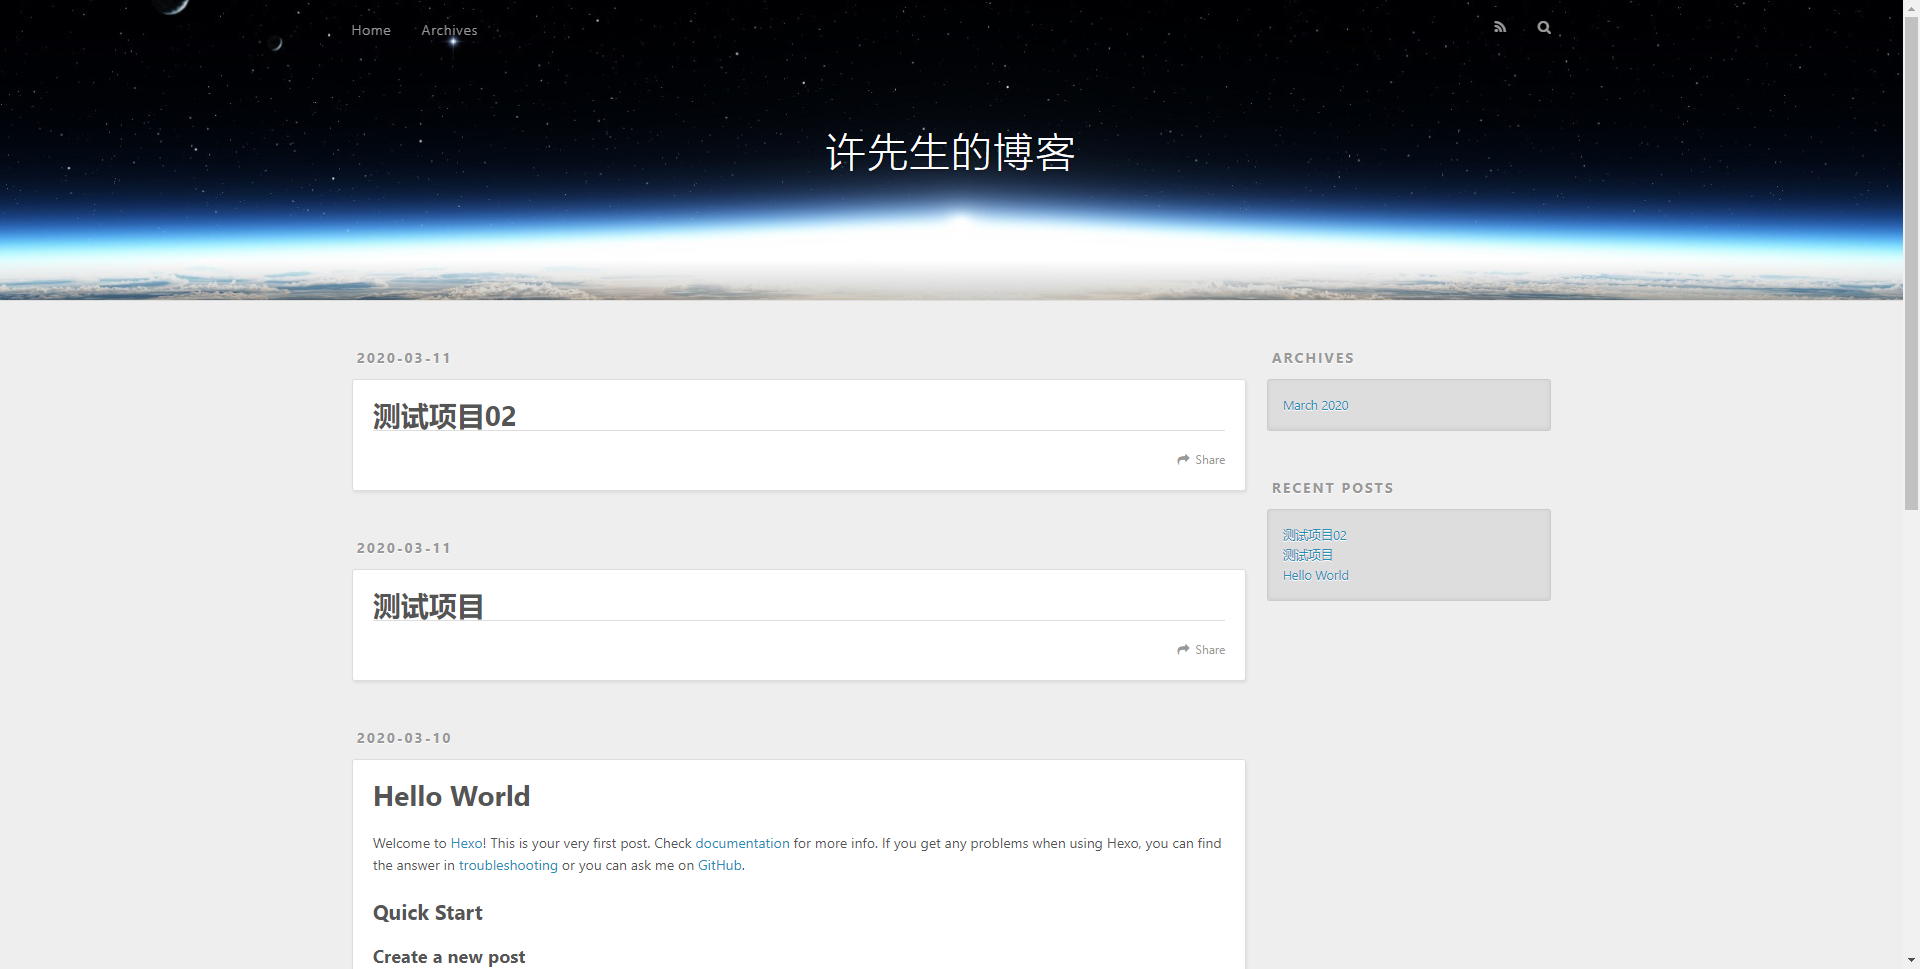 Home Archives
许先生的博客
2020-03-11
测试项目02
Share
2020-03-11
测试项目
Share
2020-03-10
Hello World
Welcome to Hexo! This is your very first post. Check documentation for more info. If you get any problems when using Hexo, you can find
the answer in troubleshooting or you can ask me on GitHub.
Quick Start
Create a new post
ARCHIVES
March 2020
RECENT POSTS
测试项目02
测试项目
Hello World